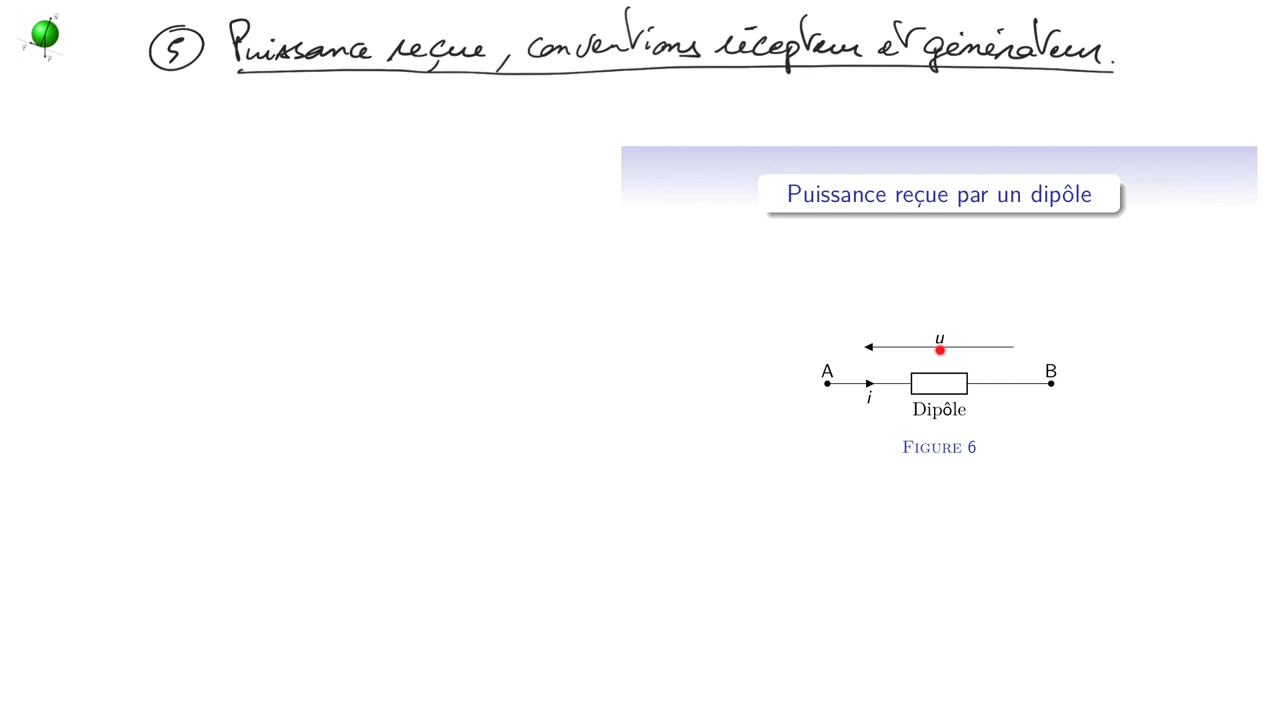 5 Puissance reçue, conventions récepteur et générateur.
Puissance reçue par un dipôle
u
A B
i
Dipôle
Figure 6